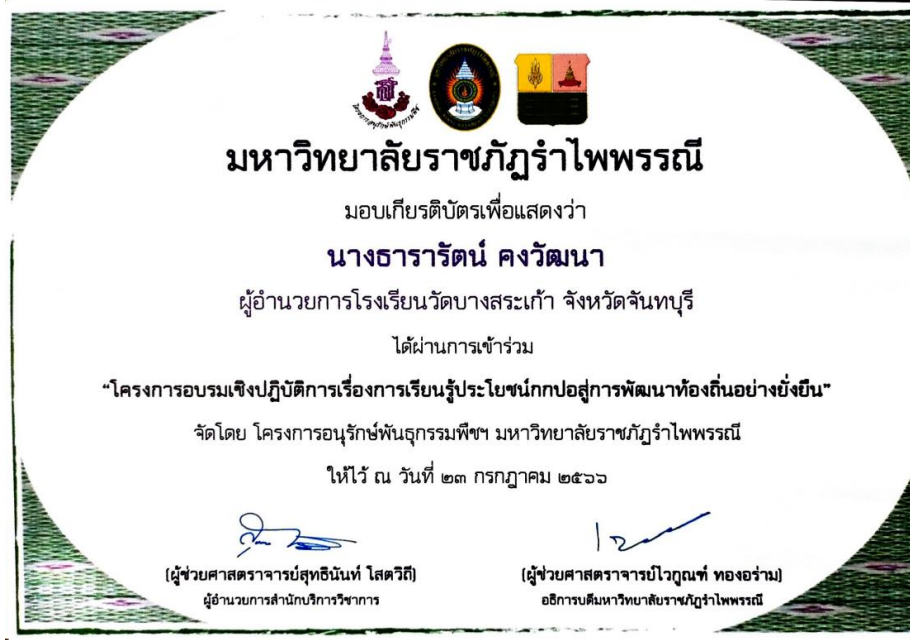 มหาวิทยาลัยราชภัฏรำไพพรรณี
มอบเกียรติบัตรเพื่อแสดงว่า
นางธารารัตน์ คงวัฒนา
ผู้อำนวยการโรงเรียนวัดบางสระเก้า จังหวัดจันทบุรี
ได้ผ่านการเข้าร่วม
“โครงการอบรมเชิงปฏิบัติการเรื่องการเรียนรู้ประโยชน์กกปอสู่การพัฒนาท้องถิ่นอย่างยั่งยืน”
จัดโดย โครงการอนุรักษ์พันธุกรรมพืชฯ มหาวิทยาลัยราชภัฏรำไพพรรณี
ให้ไว้ ณ วันที่ ๒๓ กรกฎาคม ๒๕๖๖
(ผู้ช่วยศาสตราจารย์สุทธินันท์ โสตวิถี)
ผู้อำนวยการสำนักบริการวิชาการ
(ผู้ช่วยศาสตราจารย์ไวกูณฑ์ ทองอร่าม)
อธิการบดีมหาวิทยาลัยราชภัฏรำไพพรรณี